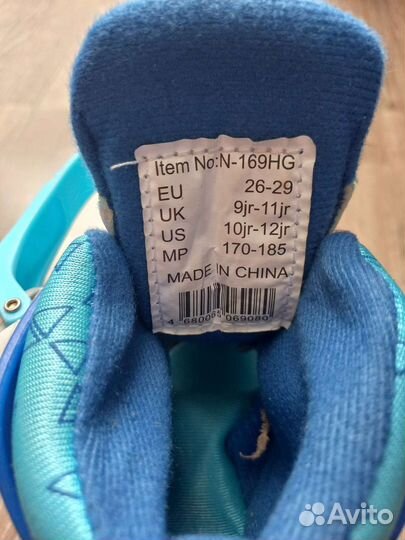 Item No:N-169HG
EU 26-29
UK 9jr-11jr
US 10jr-12jr
MP 170-185
MADE IN CHINA
Avito